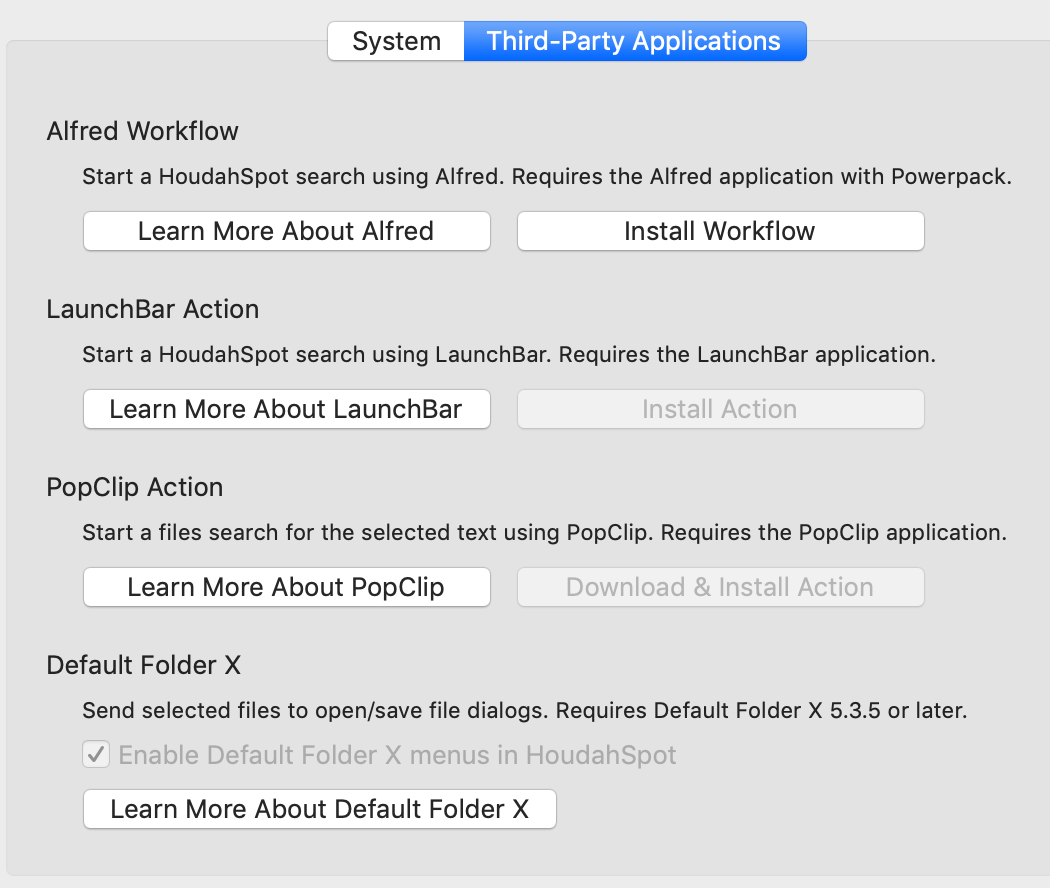 System Third-Party Applications
Alfred Workflow
Start a HoudahSpot search using Alfred. Requires the Alfred application with Powerpack.
Learn More About Alfred Install Workflow
LaunchBar Action
Start a HoudahSpot search using LaunchBar. Requires the LaunchBar application.
Learn More About LaunchBar Install Action
PopClip Action
Start a files search for the selected text using PopClip. Requires the PopClip application.
Learn More About PopClip Download & Install Action
Default Folder X
Send selected files to open/save file dialogs. Requires Default Folder X 5.3.5 or later.
Enable Default Folder X menus in HoudahSpot
Learn More About Default Folder X